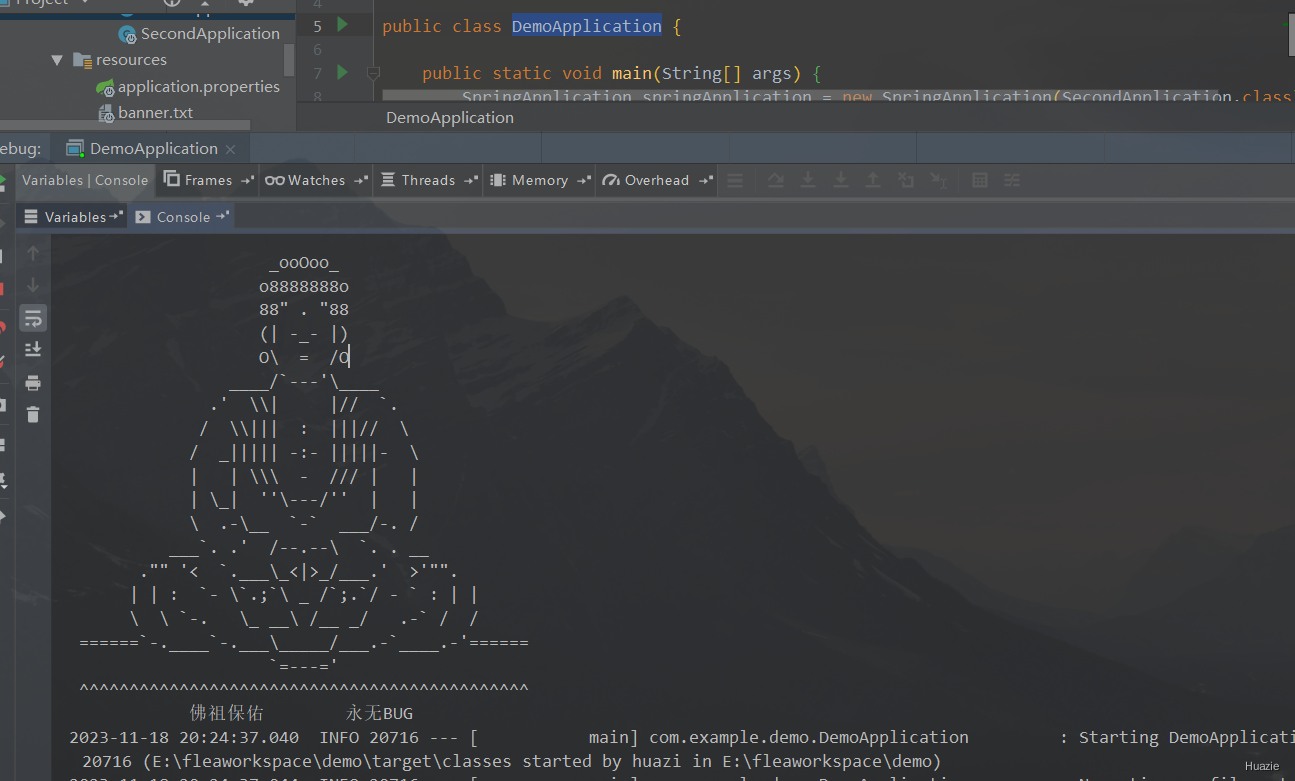 Project
SecondApplication
resources
application.properties
banner.txt
4
5 public class DemoApplication {
6
7 public static void main(String[] args) {
8 SpringApplication springApplication = new SpringApplication(SecondApplication.class
DemoApplication
ebug: DemoApplication ×
Variables | Console Frames Watches Threads Memory Overhead
Variables Console
_ooOoo_
o8888888o
88" . "88
(| -_- |)
O\ = /O
____/`---'\____
.' \\| |// `.
/ \\||| : |||// \
/ _||||| -:- |||||- \
| | \\\ - /// | |
| \_| ''\---/'' | |
\ .-\__ `-` ___/-. /
___`. .' /--.--\ `. . __
."" '< `.___\_<|>_/___.' >'"".
| | : `- \`.;`\ _ /`;.`/ - ` : | |
\ \ `-. \_ __\ /__ _/ .-` / /
======`-.____`-.___\_____/___.-`____.-'======
`=---='
^^^^^^^^^^^^^^^^^^^^^^^^^^^^^^^^^^^^^^^^^^^^^
佛祖保佑 永无BUG
2023-11-18 20:24:37.040 INFO 20716 --- [ main] com.example.demo.DemoApplication : Starting DemoApplicati
20716 (E:\fleaworkspace\demo\target\classes started by huazi in E:\fleaworkspace\demo)
Huazie